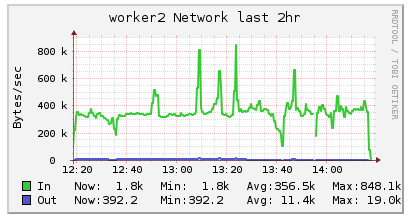 worker2 Network last 2hr
RRDTOOL / TOBI OETIKER
Bytes/sec
800 k
600 k
400 k
200 k
0
12:20 12:40 13:00 13:20 13:40 14:00
In Now: 1.8k Min: 1.8k Avg:356.5k Max:848.1k
Out Now:392.2 Min:392.2 Avg: 11.4k Max: 19.0k